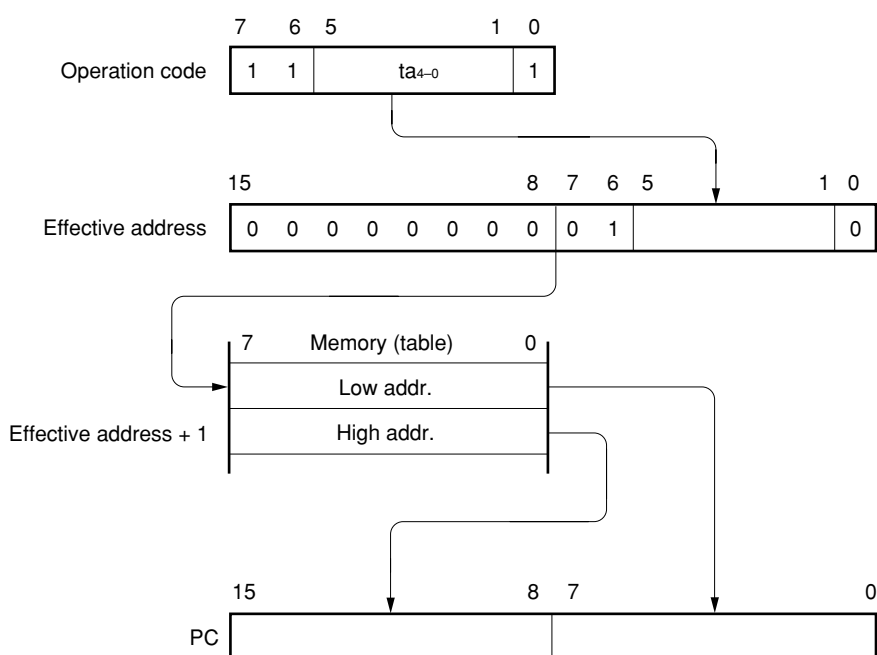 7 6 5 1 0
Operation code 1 1 ta4–0 1
15 8 7 6 5 1 0
Effective address 0 0 0 0 0 0 0 0 0 1 0
7 Memory (table) 0
Low addr.
Effective address + 1 High addr.
15 8 7 0
PC